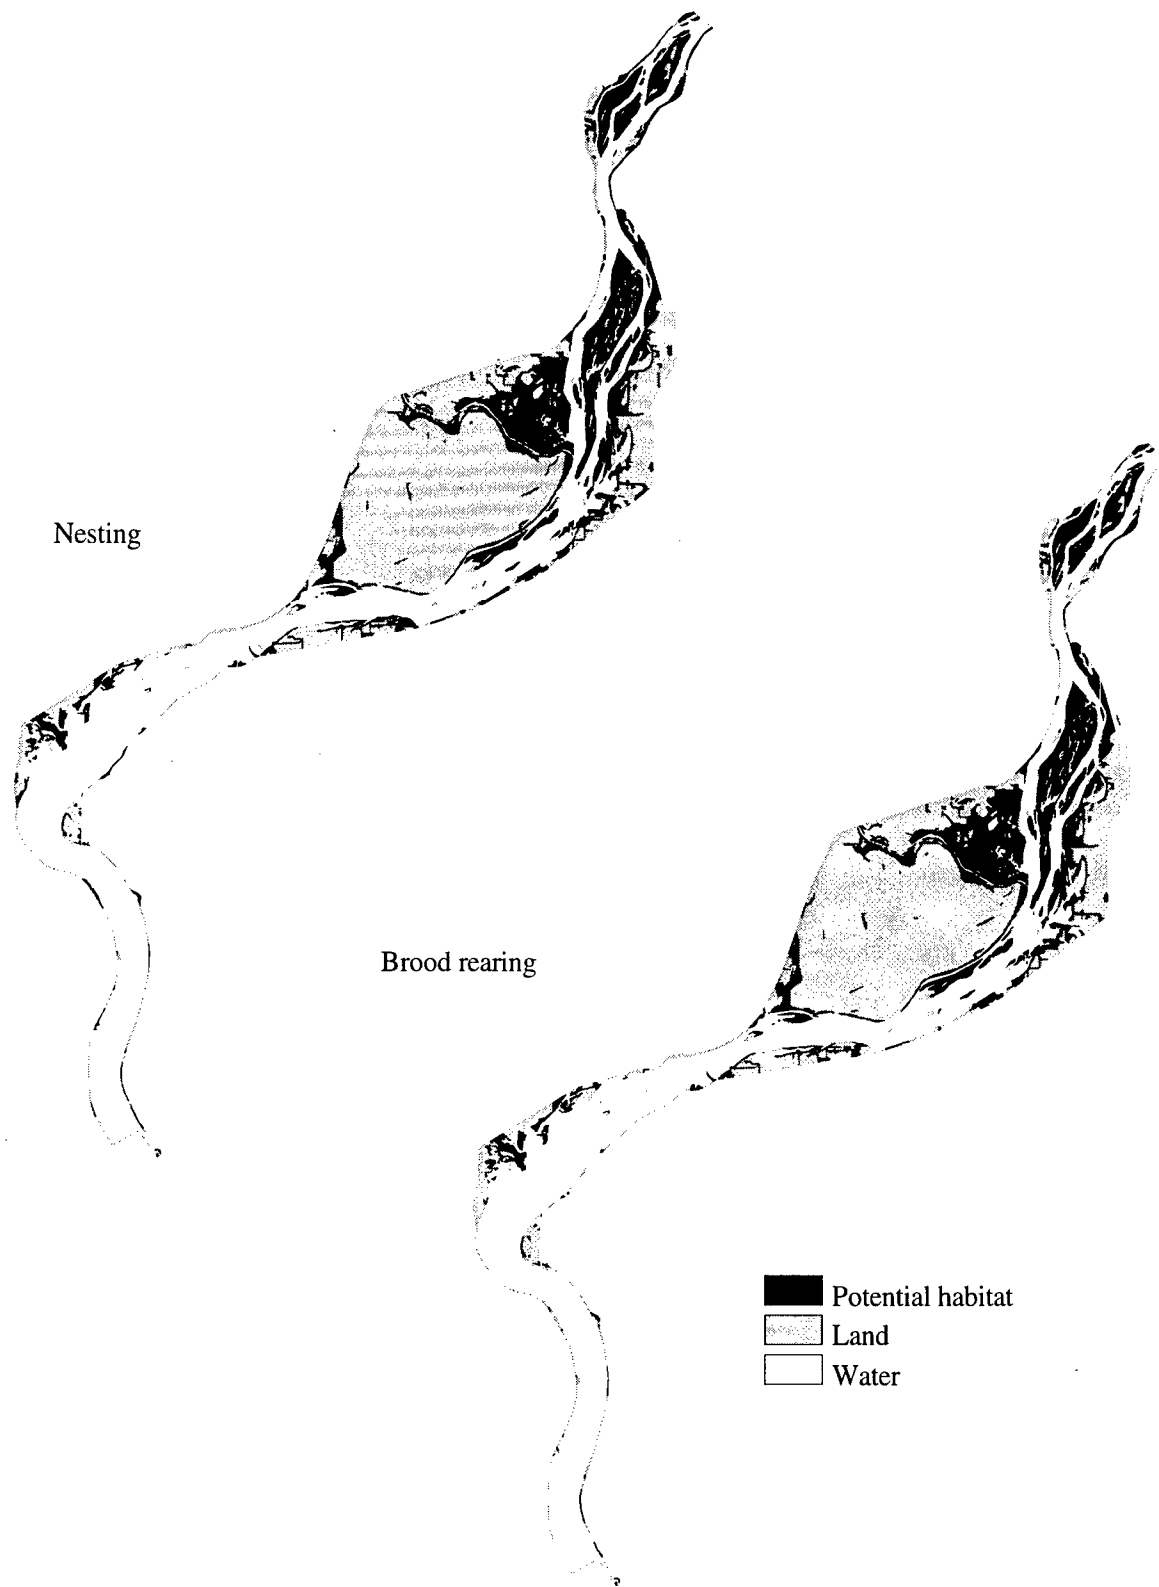 Nesting
Brood rearing
Potential habitat
Land
Water